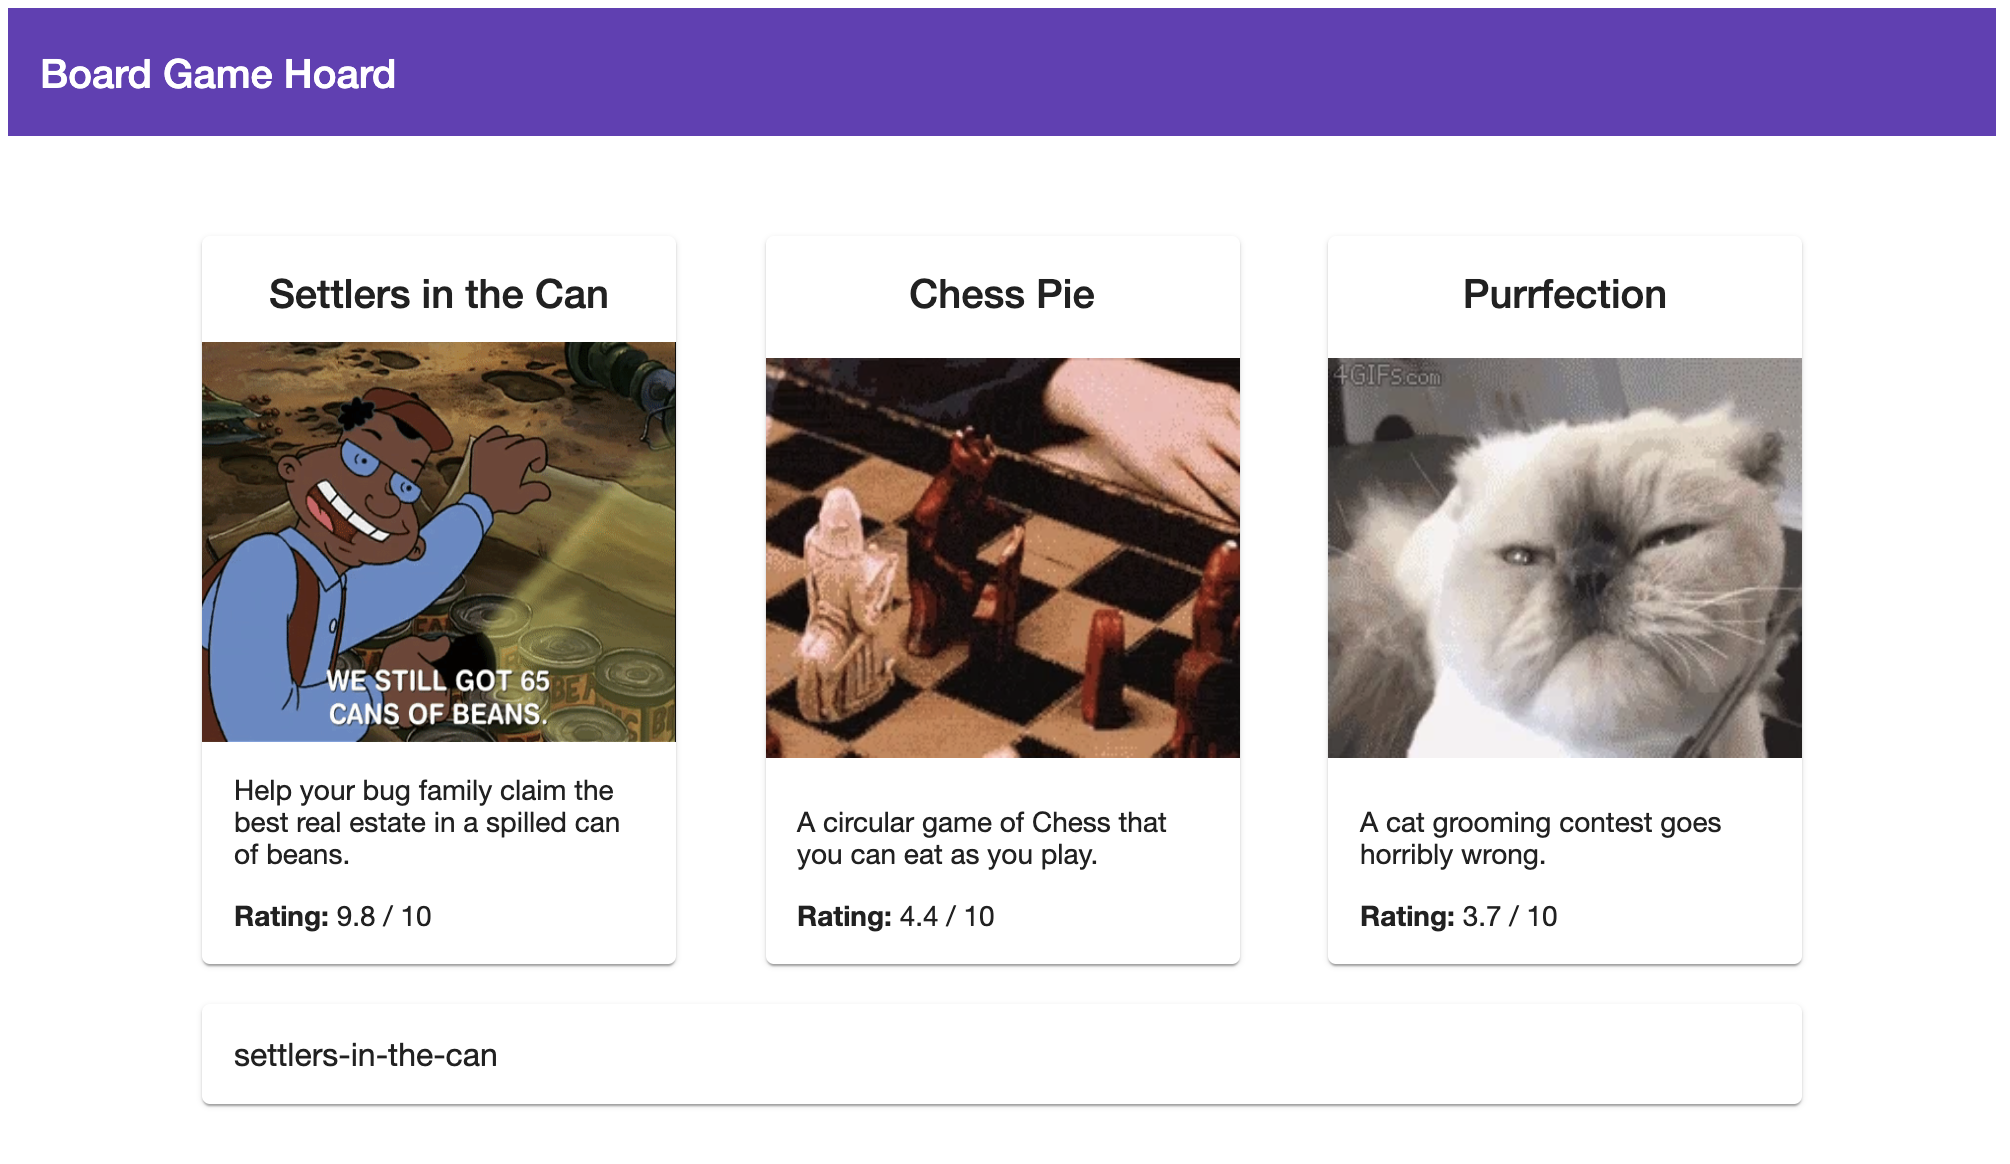 Board Game Hoard
Settlers in the Can
WE STILL GOT 65
CANS OF BEANS.
Help your bug family claim the
best real estate in a spilled can
of beans.
Rating: 9.8 / 10
Chess Pie
A circular game of Chess that
you can eat as you play.
Rating: 4.4 / 10
Purrfection
4GIFs.com
A cat grooming contest goes
horribly wrong.
Rating: 3.7 / 10
settlers-in-the-can